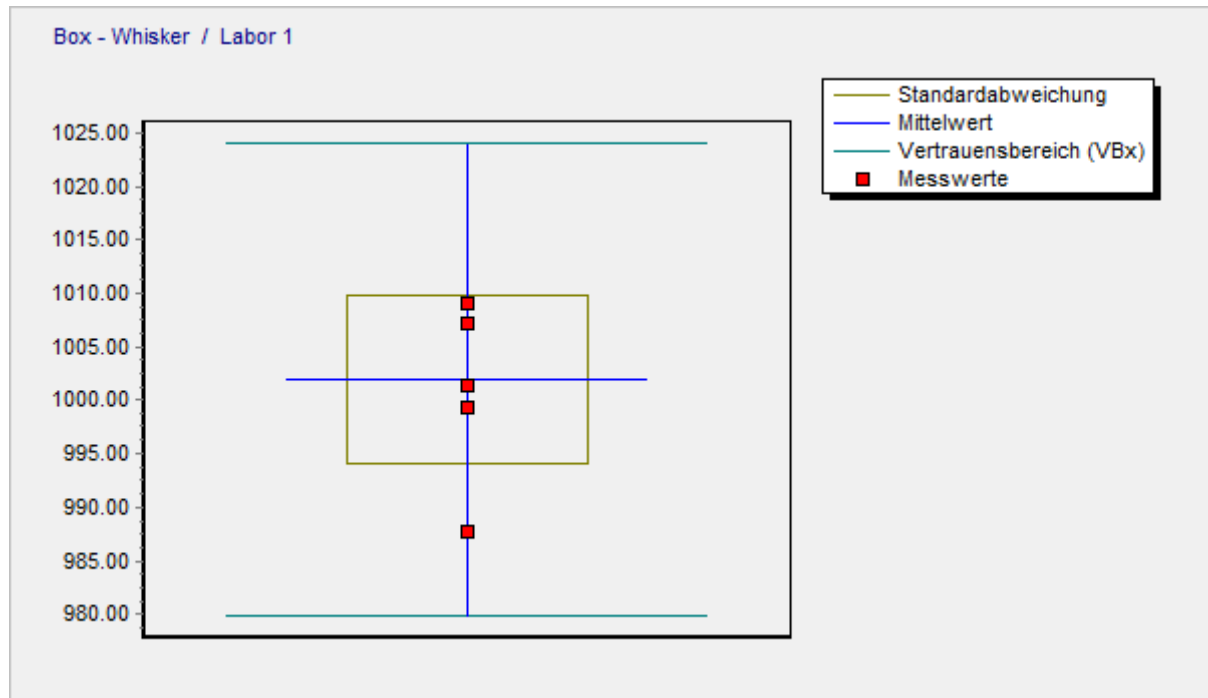 Box - Whisker / Labor 1
Standardabweichung
Mittelwert
Vertrauensbereich (VBx)
Messwerte
1025.00
1020.00
1015.00
1010.00
1005.00
1000.00
995.00
990.00
985.00
980.00